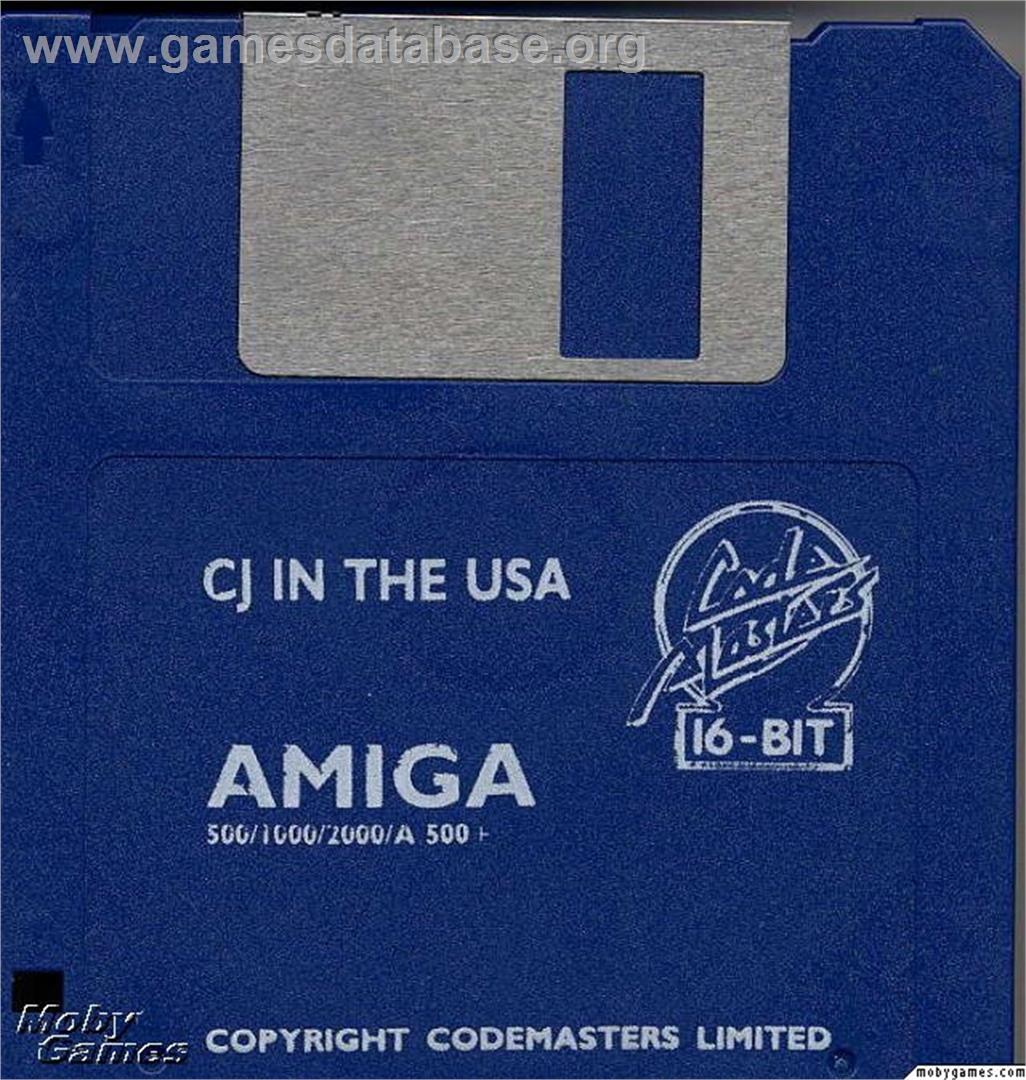 www.gamesdatabase.org
CJ IN THE USA
Code
Masters
16-BIT
AMIGA
500/1000/2000/A 500 +
COPYRIGHT CODEMASTERS LIMITED
Moby
Games
mobygames.com